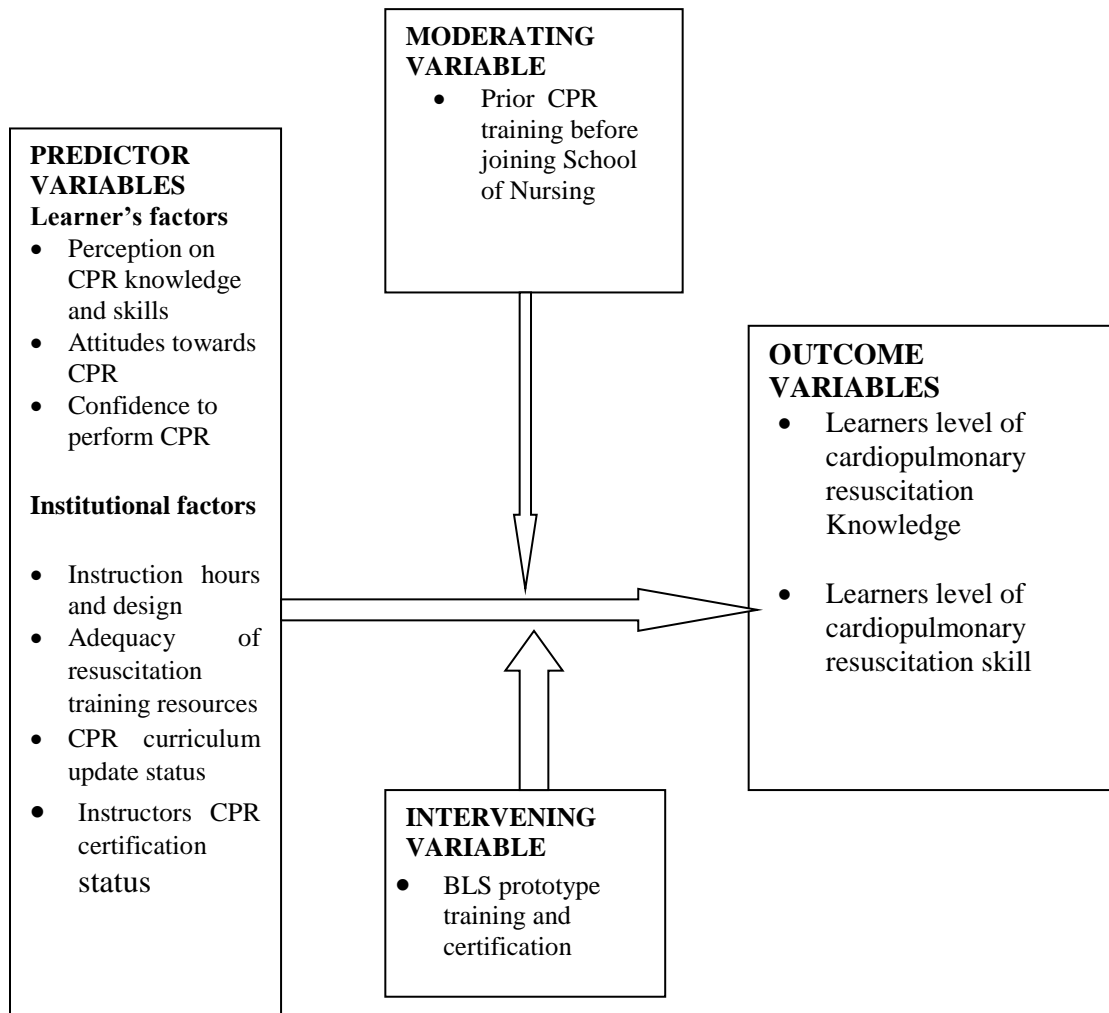 MODERATING
VARIABLE
• Prior CPR
training before
joining School
of Nursing
PREDICTOR
VARIABLES
Learner’s factors
• Perception on
CPR knowledge
and skills
• Attitudes towards
CPR
• Confidence to
perform CPR
Institutional factors
• Instruction hours
and design
• Adequacy of
resuscitation
training resources
• CPR curriculum
update status
• Instructors CPR
certification
status
OUTCOME
VARIABLES
• Learners level of
cardiopulmonary
resuscitation
Knowledge
• Learners level of
cardiopulmonary
resuscitation skill
INTERVENING
VARIABLE
• BLS prototype
training and
certification